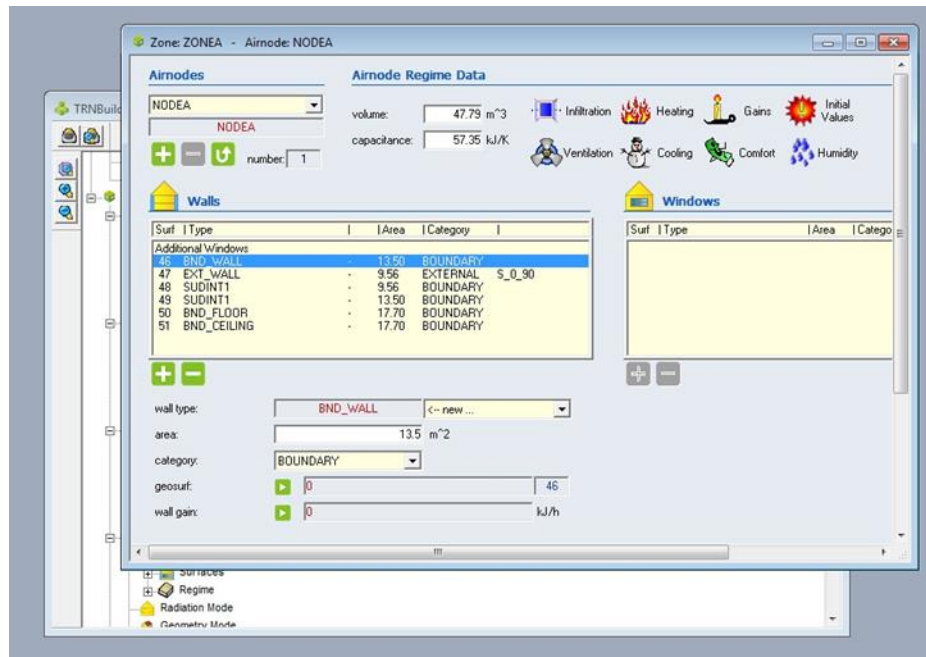 Zone: ZONEA - Airnode: NODEA
TRNBuild
Airnodes
Airnode Regime Data
NODEA
NODEA
number: 1
volume: 47.79 m^3
capacitance: 57.35 kJ/K
Infiltration Heating Gains Initial Values
Ventilation Cooling Comfort Humidity
Walls
Windows
Surf | Type | | Area | Category |
Surf | Type | Area | Catego
Additional Windows
46 BND_WALL - 13.50 BOUNDARY
47 EXT_WALL - 9.56 EXTERNAL S_0_90
48 SUDINT1 - 9.56 BOUNDARY
49 SUDINT1 - 13.50 BOUNDARY
50 BND_FLOOR - 17.70 BOUNDARY
51 BND_CEILING - 17.70 BOUNDARY
wall type: BND_WALL <-- new ...
area: 13.5 m^2
category: BOUNDARY
geosurf: 0 46
wall gain: 0 kJ/h
Surfaces
Regime
Radiation Mode
Geometry Mode